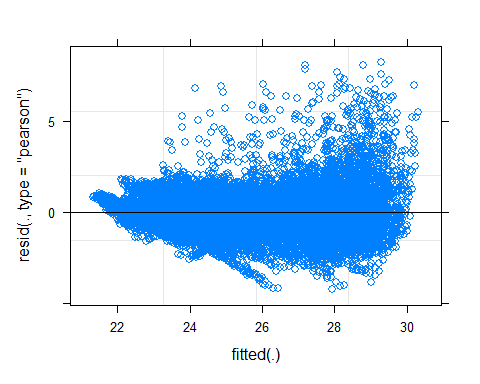 resid(., type = "pearson")
5
0
22 24 26 28 30
fitted(.)